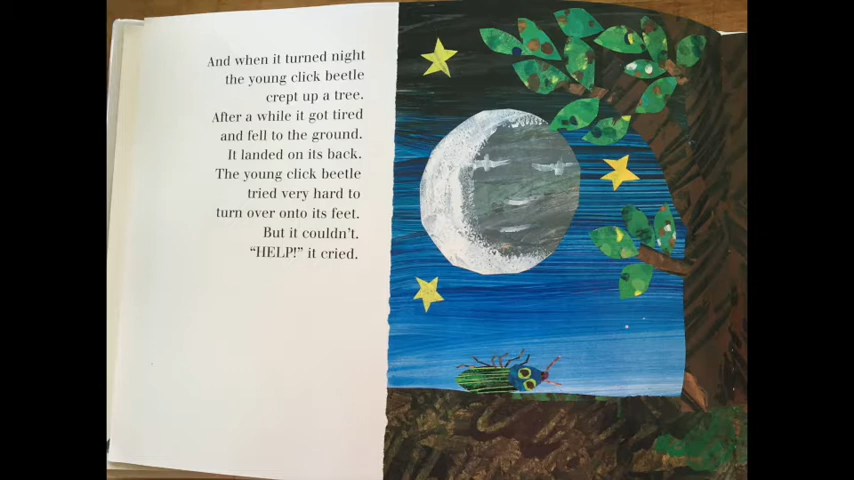 And when it turned night
the young click beetle
crept up a tree.
After a while it got tired
and fell to the ground.
It landed on its back.
The young click beetle
tried very hard to
turn over onto its feet.
But it couldn’t.
“HELP!” it cried.